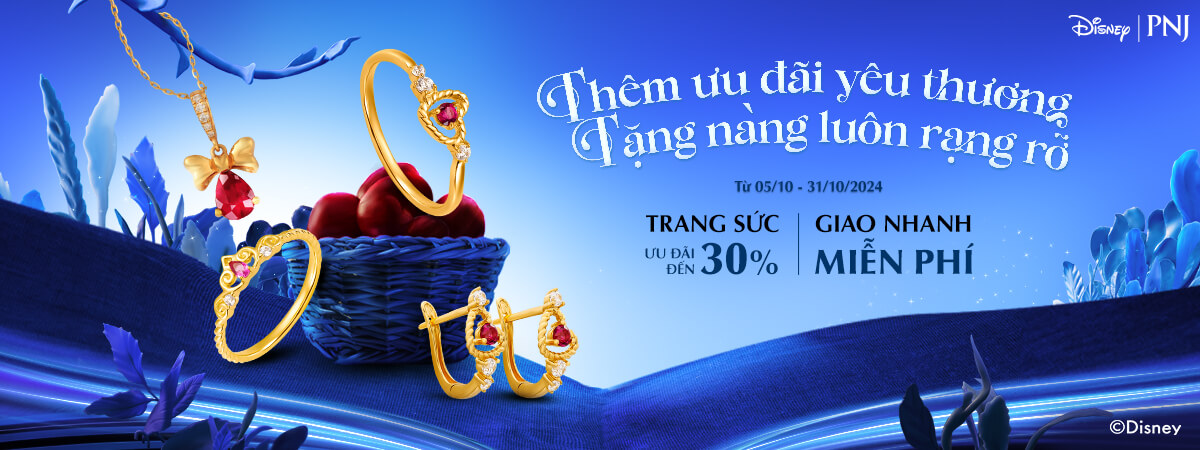 Disney | PNJ
Thêm ưu đãi yêu thương
Tặng nàng luôn rạng rỡ
Từ 05/10 - 31/10/2024
TRANG SỨC
ƯU ĐÃI ĐẾN 30%
GIAO NHANH
MIỄN PHÍ
©Disney